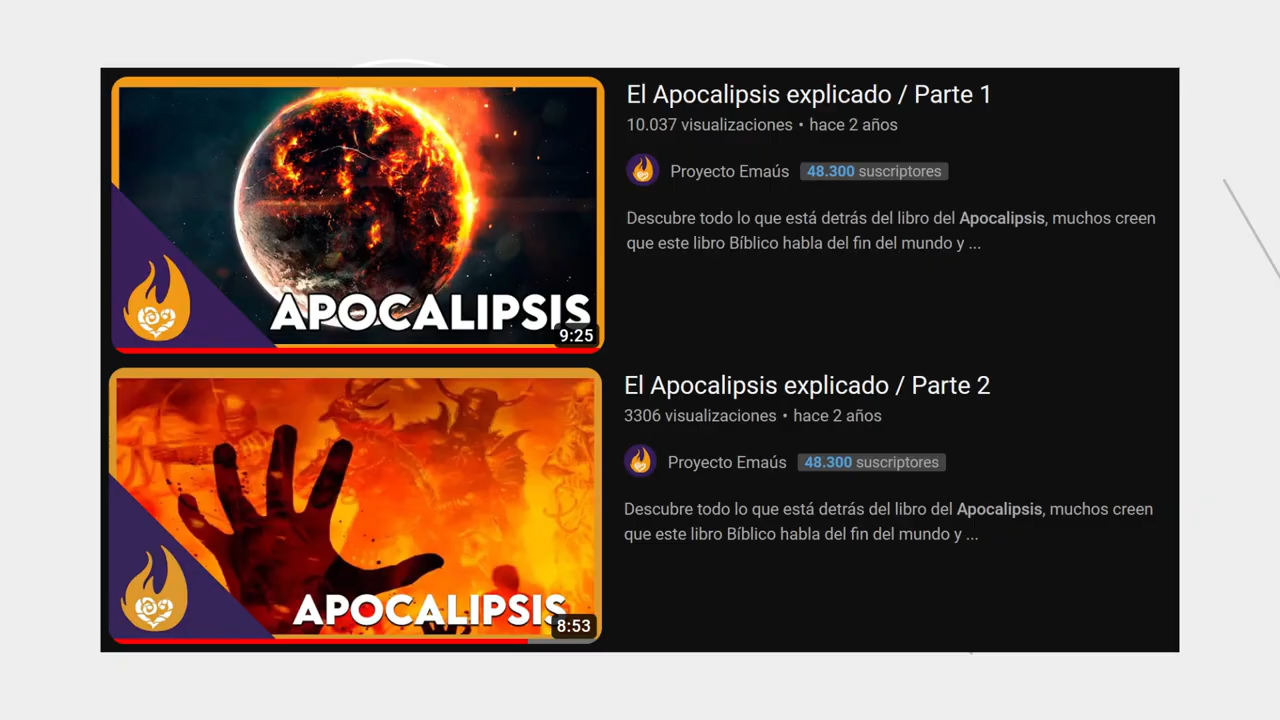 APOCALIPSIS
9:25
El Apocalipsis explicado / Parte 1
10.037 visualizaciones • hace 2 años
Proyecto Emaús 48.300 suscriptores
Descubre todo lo que está detrás del libro del Apocalipsis, muchos creen
que este libro Bíblico habla del fin del mundo y ...
APOCALIPSIS
8:53
El Apocalipsis explicado / Parte 2
3306 visualizaciones • hace 2 años
Proyecto Emaús 48.300 suscriptores
Descubre todo lo que está detrás del libro del Apocalipsis, muchos creen
que este libro Bíblico habla del fin del mundo y ...